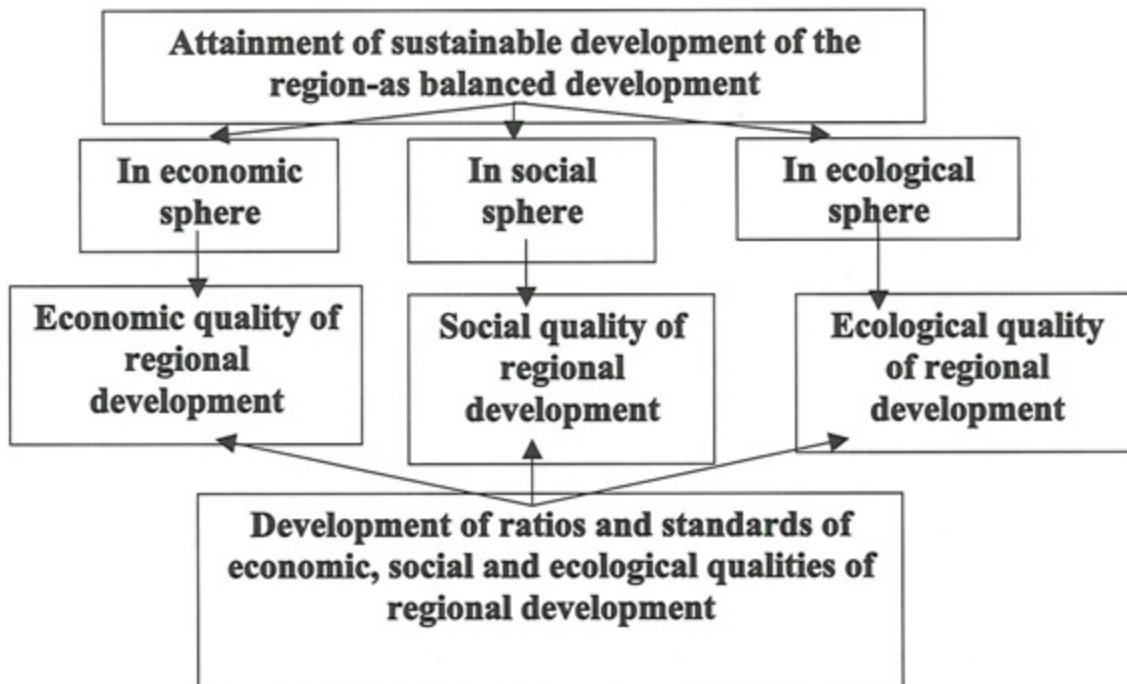 Attainment of sustainable development of the
region-as balanced development
In economic
sphere
In social
sphere
In ecological
sphere
Economic quality of
regional
development
Social quality of
regional
development
Ecological quality
of regional
development
Development of ratios and standards of
economic, social and ecological qualities of
regional development